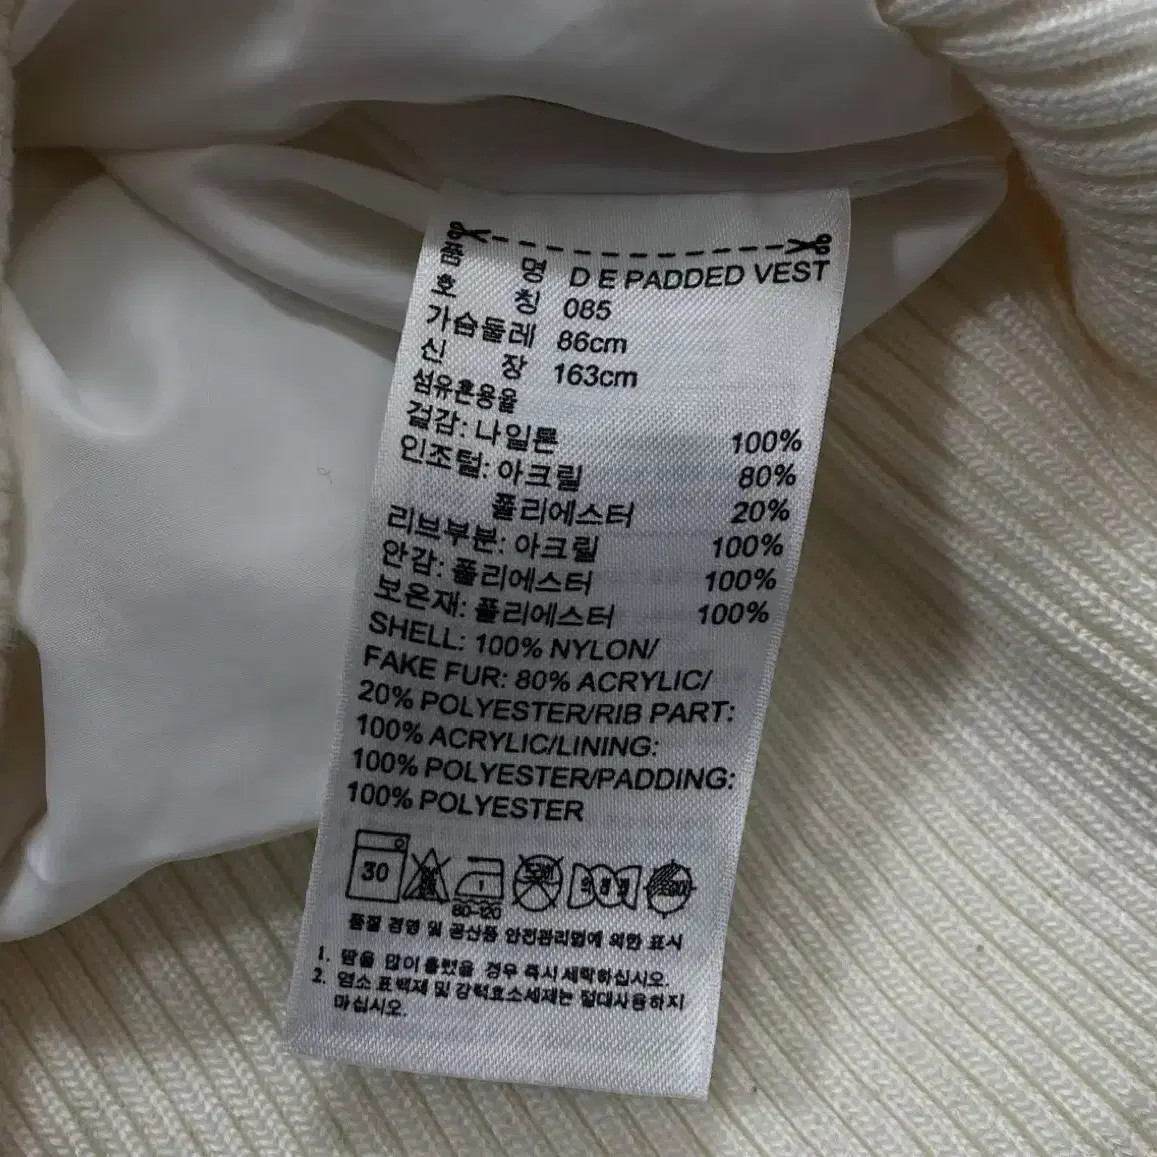 품 명 D E PADDED VEST
호 칭 085
가슴둘레 86cm
신 장 163cm
섬유혼용율
겉감: 나일론 100%
인조털: 아크릴 80%
폴리에스터 20%
리브부분: 아크릴 100%
안감: 폴리에스터 100%
보온재: 폴리에스터 100%
SHELL: 100% NYLON/
FAKE FUR: 80% ACRYLIC/
20% POLYESTER/RIB PART:
100% ACRYLIC/LINING:
100% POLYESTER/PADDING:
100% POLYESTER
30
80-120
품질 경영 및 공산품 안전관리법에 의한 표시
1. 땀을 많이 흘렸을 경우 즉시 세탁하십시오.
2. 염소 표백제 및 강력효소세제는 절대사용하지
마십시오.